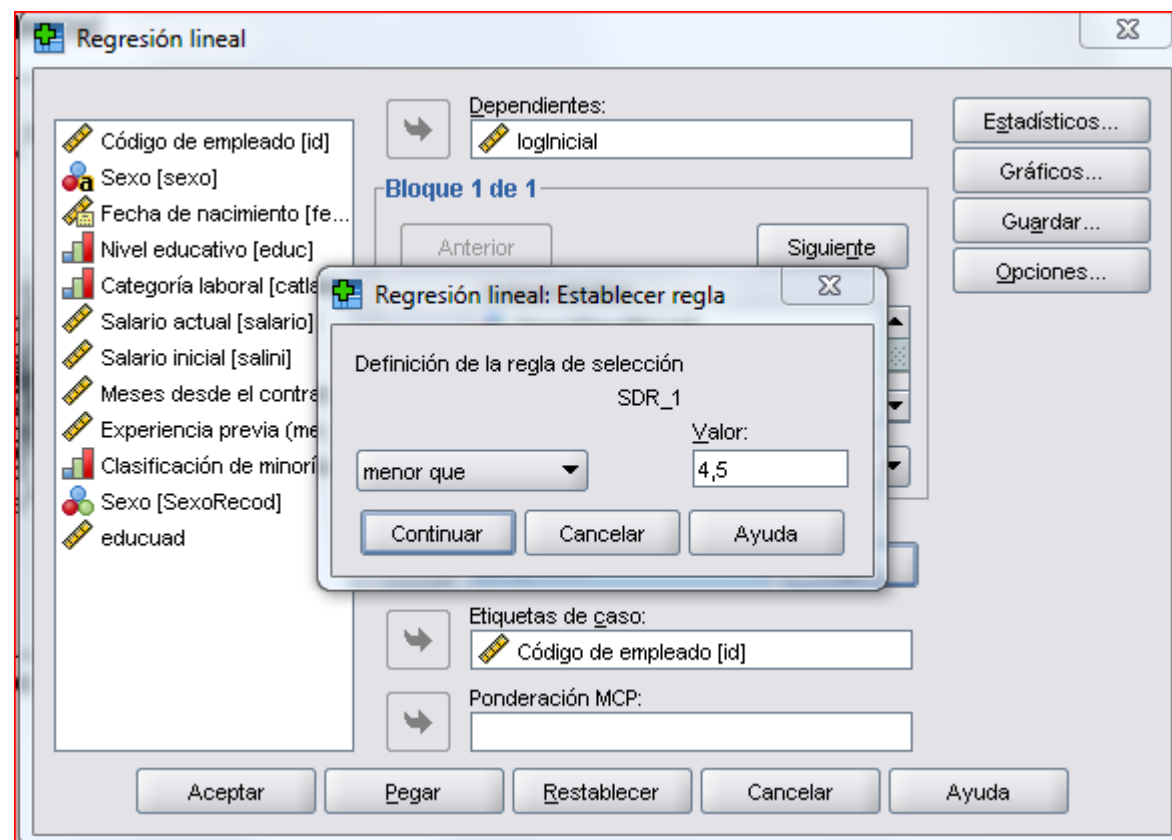 Regresión lineal
Código de empleado [id]
Sexo [sexo]
Fecha de nacimiento [fe...
Nivel educativo [educ]
Categoría laboral [catla
Salario actual [salario]
Salario inicial [salini]
Meses desde el contra
Experiencia previa (me
Clasificación de minorí
Sexo [SexoRecod]
educuad
Dependientes:
logInicial
Bloque 1 de 1
Anterior
Siguiente
Estadísticos...
Gráficos...
Guardar...
Opciones...
Regresión lineal: Establecer regla
Definición de la regla de selección
SDR_1
Valor:
menor que
4,5
Continuar
Cancelar
Ayuda
Etiquetas de caso:
Código de empleado [id]
Ponderación MCP:
Aceptar
Pegar
Restablecer
Cancelar
Ayuda